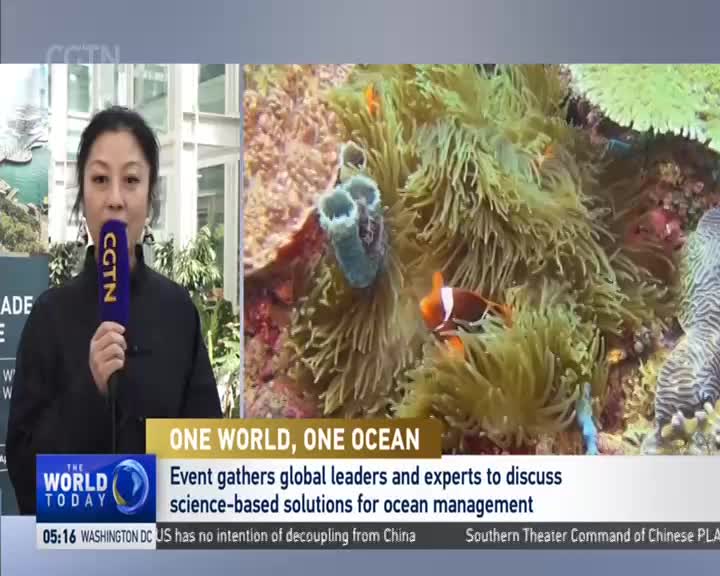 CGTN
CGTN
ADE
E
W
W
ONE WORLD, ONE OCEAN
Event gathers global leaders and experts to discuss
science-based solutions for ocean management
THE
WORLD
TODAY
05:16 WASHINGTON DC US has no intention of decoupling from China Southern Theater Command of Chinese PLA